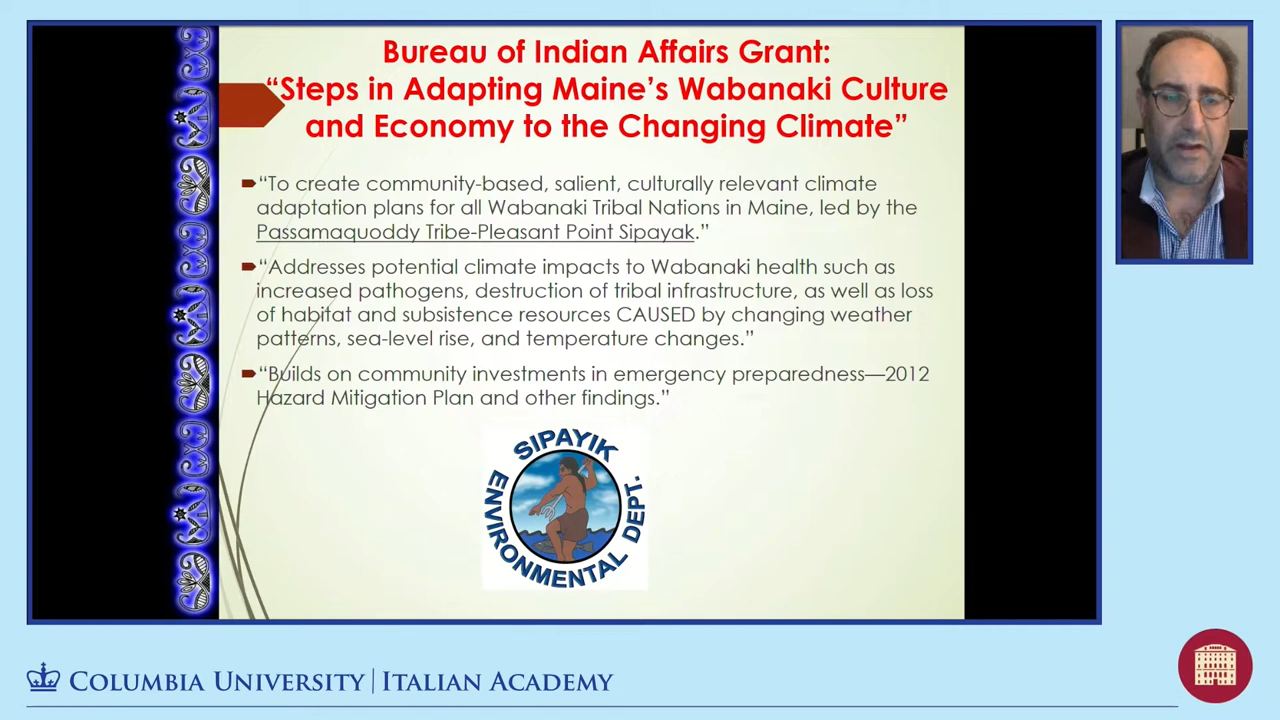 Bureau of Indian Affairs Grant:
“Steps in Adapting Maine’s Wabanaki Culture
and Economy to the Changing Climate”
“To create community-based, salient, culturally relevant climate
adaptation plans for all Wabanaki Tribal Nations in Maine, led by the
Passamaquoddy Tribe-Pleasant Point Sipayak.”
“Addresses potential climate impacts to Wabanaki health such as
increased pathogens, destruction of tribal infrastructure, as well as loss
of habitat and subsistence resources CAUSED by changing weather
patterns, sea-level rise, and temperature changes.”
“Builds on community investments in emergency preparedness—2012
Hazard Mitigation Plan and other findings.”
SIPAYIK
ENVIRONMENTAL DEPT.
COLUMBIA UNIVERSITY | ITALIAN ACADEMY